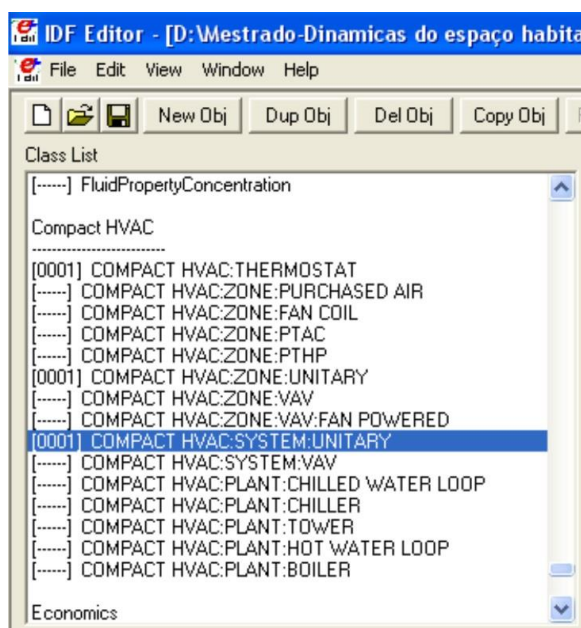 IDF Editor - [D:\Mestrado-Dinamicas do espaço habita
File Edit View Window Help
New Obj Dup Obj Del Obj Copy Obj
Class List
[------] FluidPropertyConcentration
Compact HVAC
---------------------------
[0001] COMPACT HVAC:THERMOSTAT
[------] COMPACT HVAC:ZONE:PURCHASED AIR
[------] COMPACT HVAC:ZONE:FAN COIL
[------] COMPACT HVAC:ZONE:PTAC
[------] COMPACT HVAC:ZONE:PTHP
[0001] COMPACT HVAC:ZONE:UNITARY
[------] COMPACT HVAC:ZONE:VAV
[------] COMPACT HVAC:ZONE:VAV:FAN POWERED
[0001] COMPACT HVAC:SYSTEM:UNITARY
[------] COMPACT HVAC:SYSTEM:VAV
[------] COMPACT HVAC:PLANT:CHILLED WATER LOOP
[------] COMPACT HVAC:PLANT:CHILLER
[------] COMPACT HVAC:PLANT:TOWER
[------] COMPACT HVAC:PLANT:HOT WATER LOOP
[------] COMPACT HVAC:PLANT:BOILER
Economics